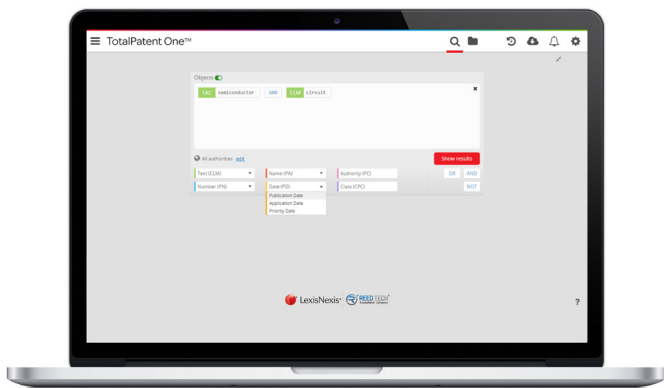 TotalPatent One™
Objects
TAC semiconductor AND CLM circuit
All authorities edit
Show results
Text (CLM) Name (PA) Authority (PC) OR AND
Number (PN) Date (PD) Class (CPC) NOT
Publication Date
Application Date
Priority Date
LexisNexis® REED TECH®
?